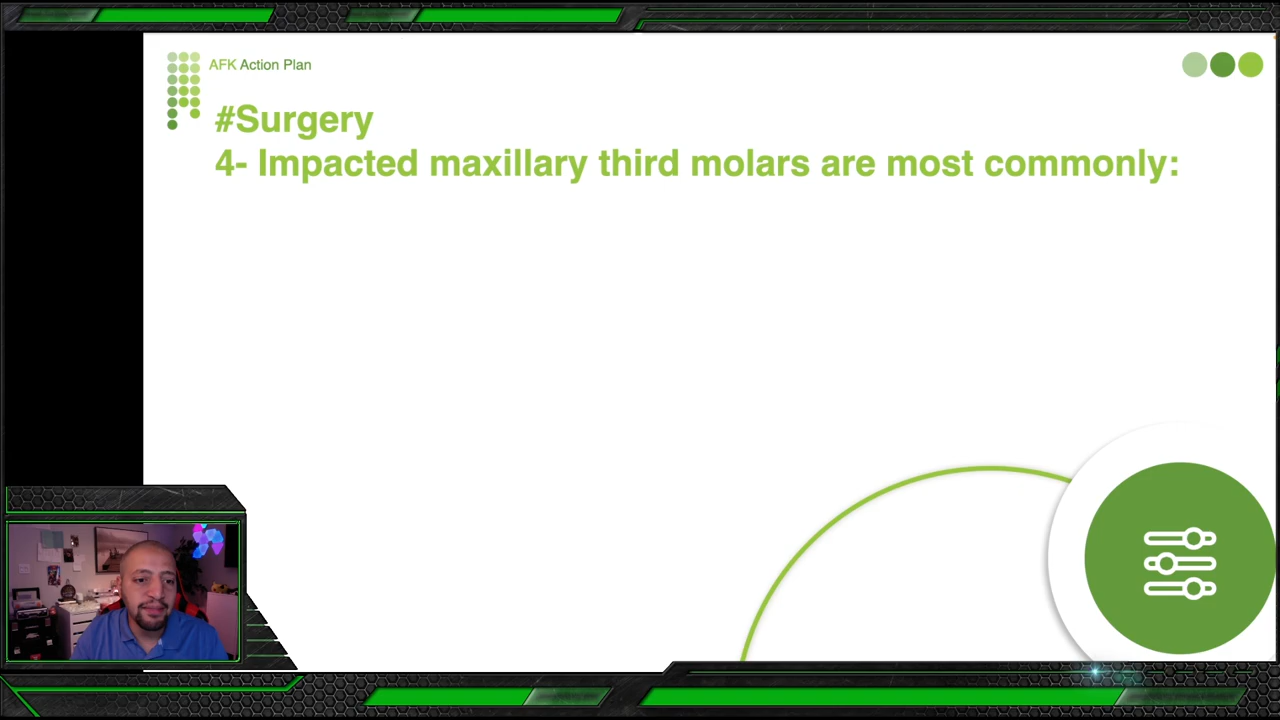 AFK Action Plan
#Surgery
4- Impacted maxillary third molars are most commonly: